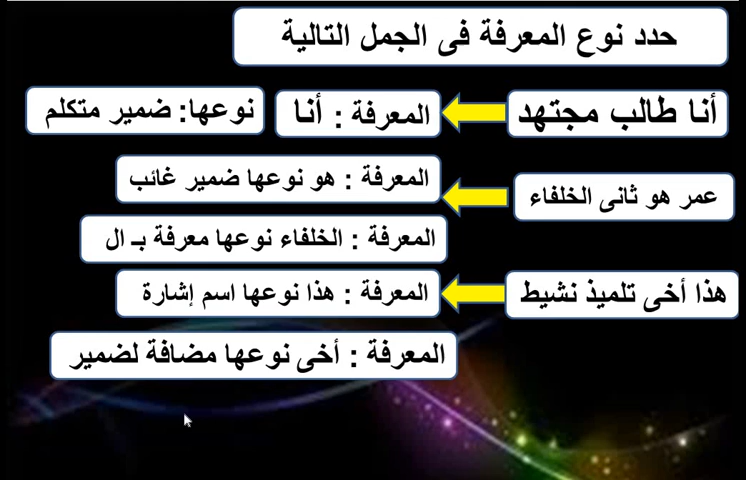 حدد نوع المعرفة فى الجمل التالية
أنا طالب مجتهد
المعرفة : أنا
نوعها: ضمير متكلم
عمر هو ثانى الخلفاء
المعرفة : هو نوعها ضمير غائب
المعرفة : الخلفاء نوعها معرفة بـ ال
هذا أخى تلميذ نشيط
المعرفة : هذا نوعها اسم إشارة
المعرفة : أخى نوعها مضافة لضمير